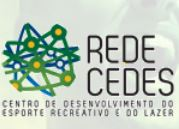 REDE
CEDES
CENTRO DE DESENVOLVIMENTO DO
ESPORTE RECREATIVO E DO LAZER